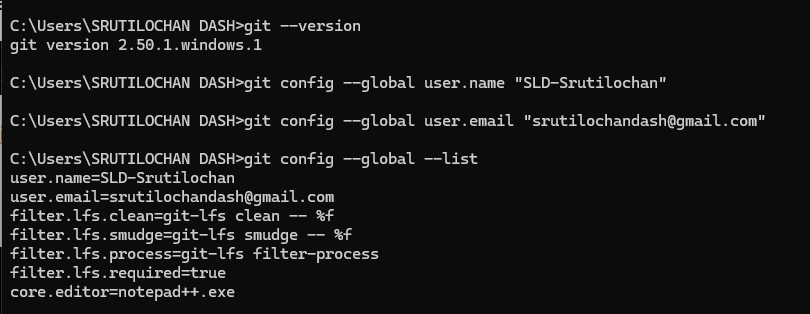 C:\Users\SRUTILOCHAN DASH>git --version
git version 2.50.1.windows.1
C:\Users\SRUTILOCHAN DASH>git config --global user.name "SLD-Srutilochan"
C:\Users\SRUTILOCHAN DASH>git config --global user.email "srutilochandash@gmail.com"
C:\Users\SRUTILOCHAN DASH>git config --global --list
user.name=SLD-Srutilochan
user.email=srutilochandash@gmail.com
filter.lfs.clean=git-lfs clean -- %f
filter.lfs.smudge=git-lfs smudge -- %f
filter.lfs.process=git-lfs filter-process
filter.lfs.required=true
core.editor=notepad++.exe